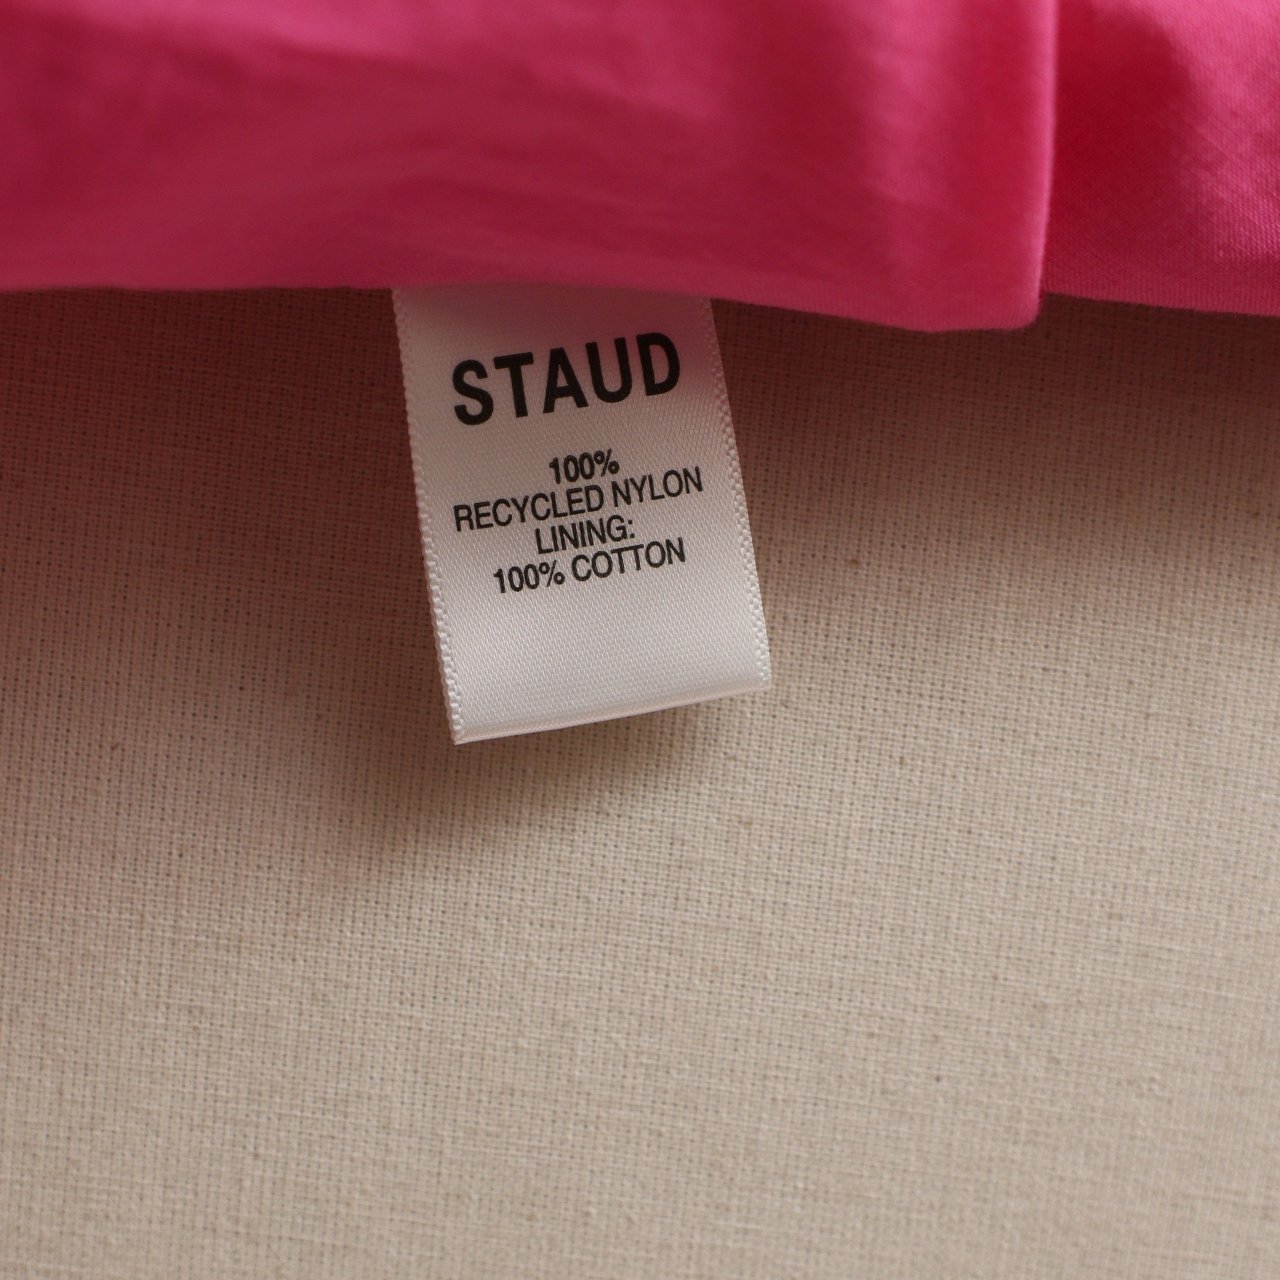 STAUD
100%
RECYCLED NYLON
LINING:
100% COTTON